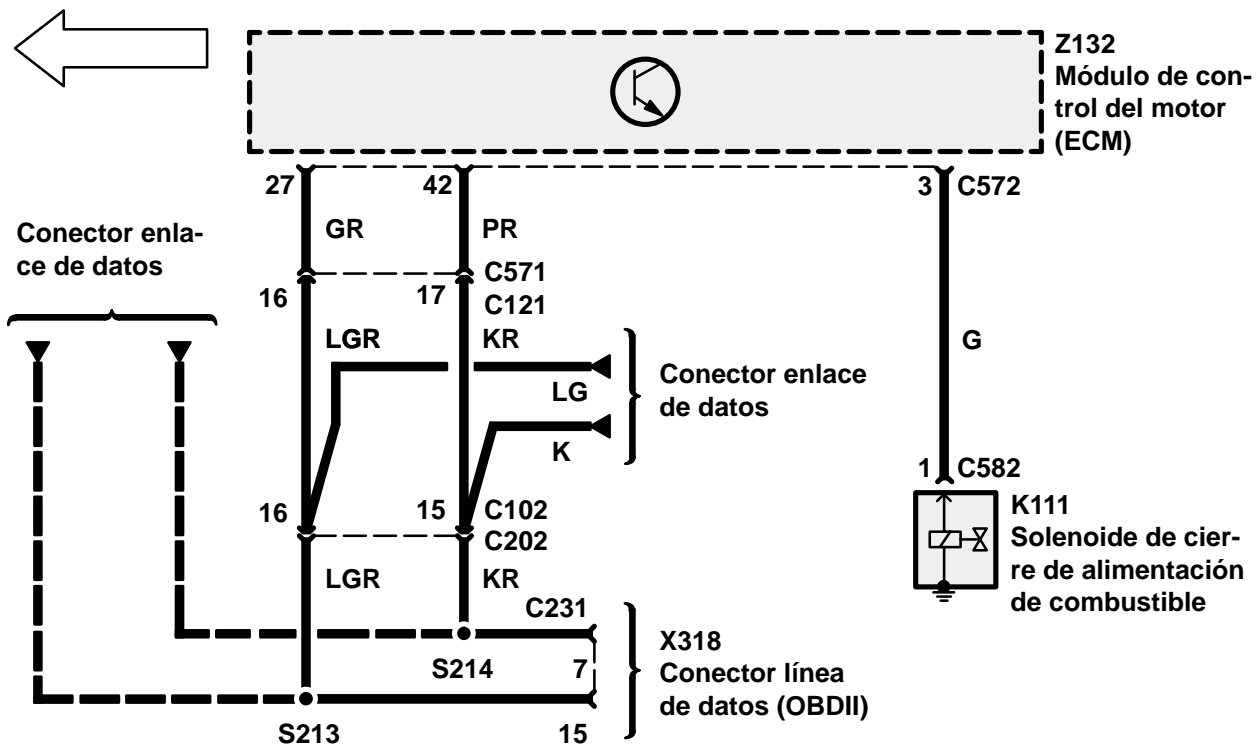 Z132
Módulo de con-
trol del motor
(ECM)
27
42
3
C572
Conector enla-
ce de datos
GR
PR
C571
16
17
C121
LGR
KR
G
LG
Conector enlace
de datos
K
1
C582
16
15
C102
C202
K111
Solenoide de cier-
re de alimentación
de combustible
LGR
KR
C231
S214
7
X318
Conector línea
de datos (OBDII)
S213
15